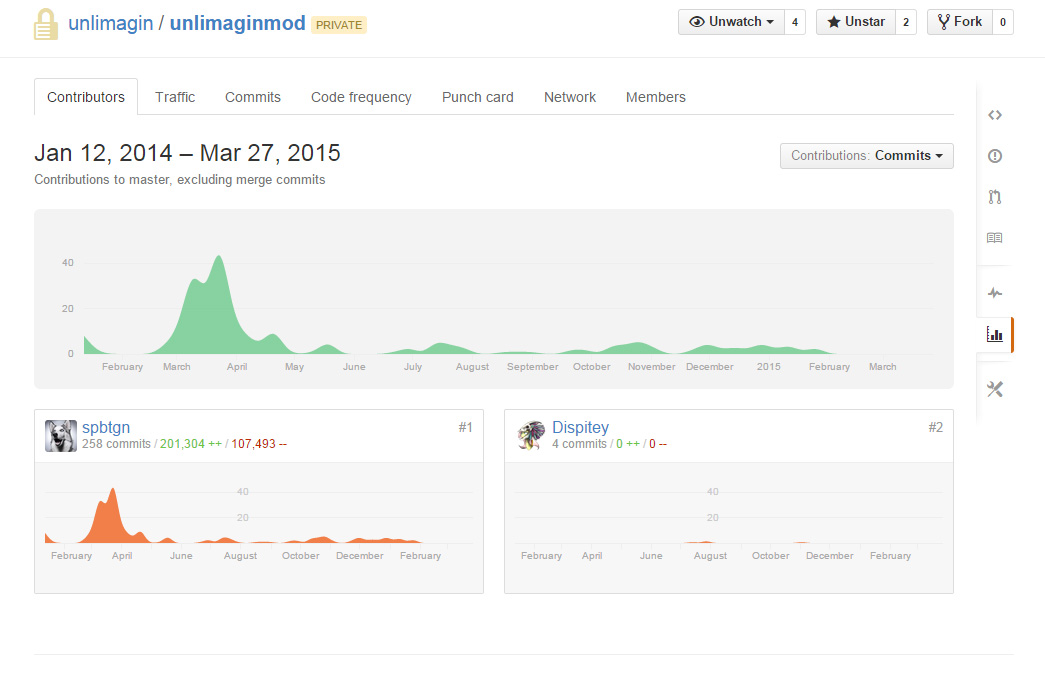 unlimagin / unlimaginmod PRIVATE Unwatch 4 Unstar 2 Fork 0
Contributors Traffic Commits Code frequency Punch card Network Members
Jan 12, 2014 – Mar 27, 2015
Contributions: Commits
Contributions to master, excluding merge commits
40
20
0
February March April May June July August September October November December 2015 February March
spbtgn #1
258 commits / 201,304 ++ / 107,493 --
40
20
February April June August October December February
Dispitey #2
4 commits / 0 ++ / 0 --
40
20
February April June August October December February